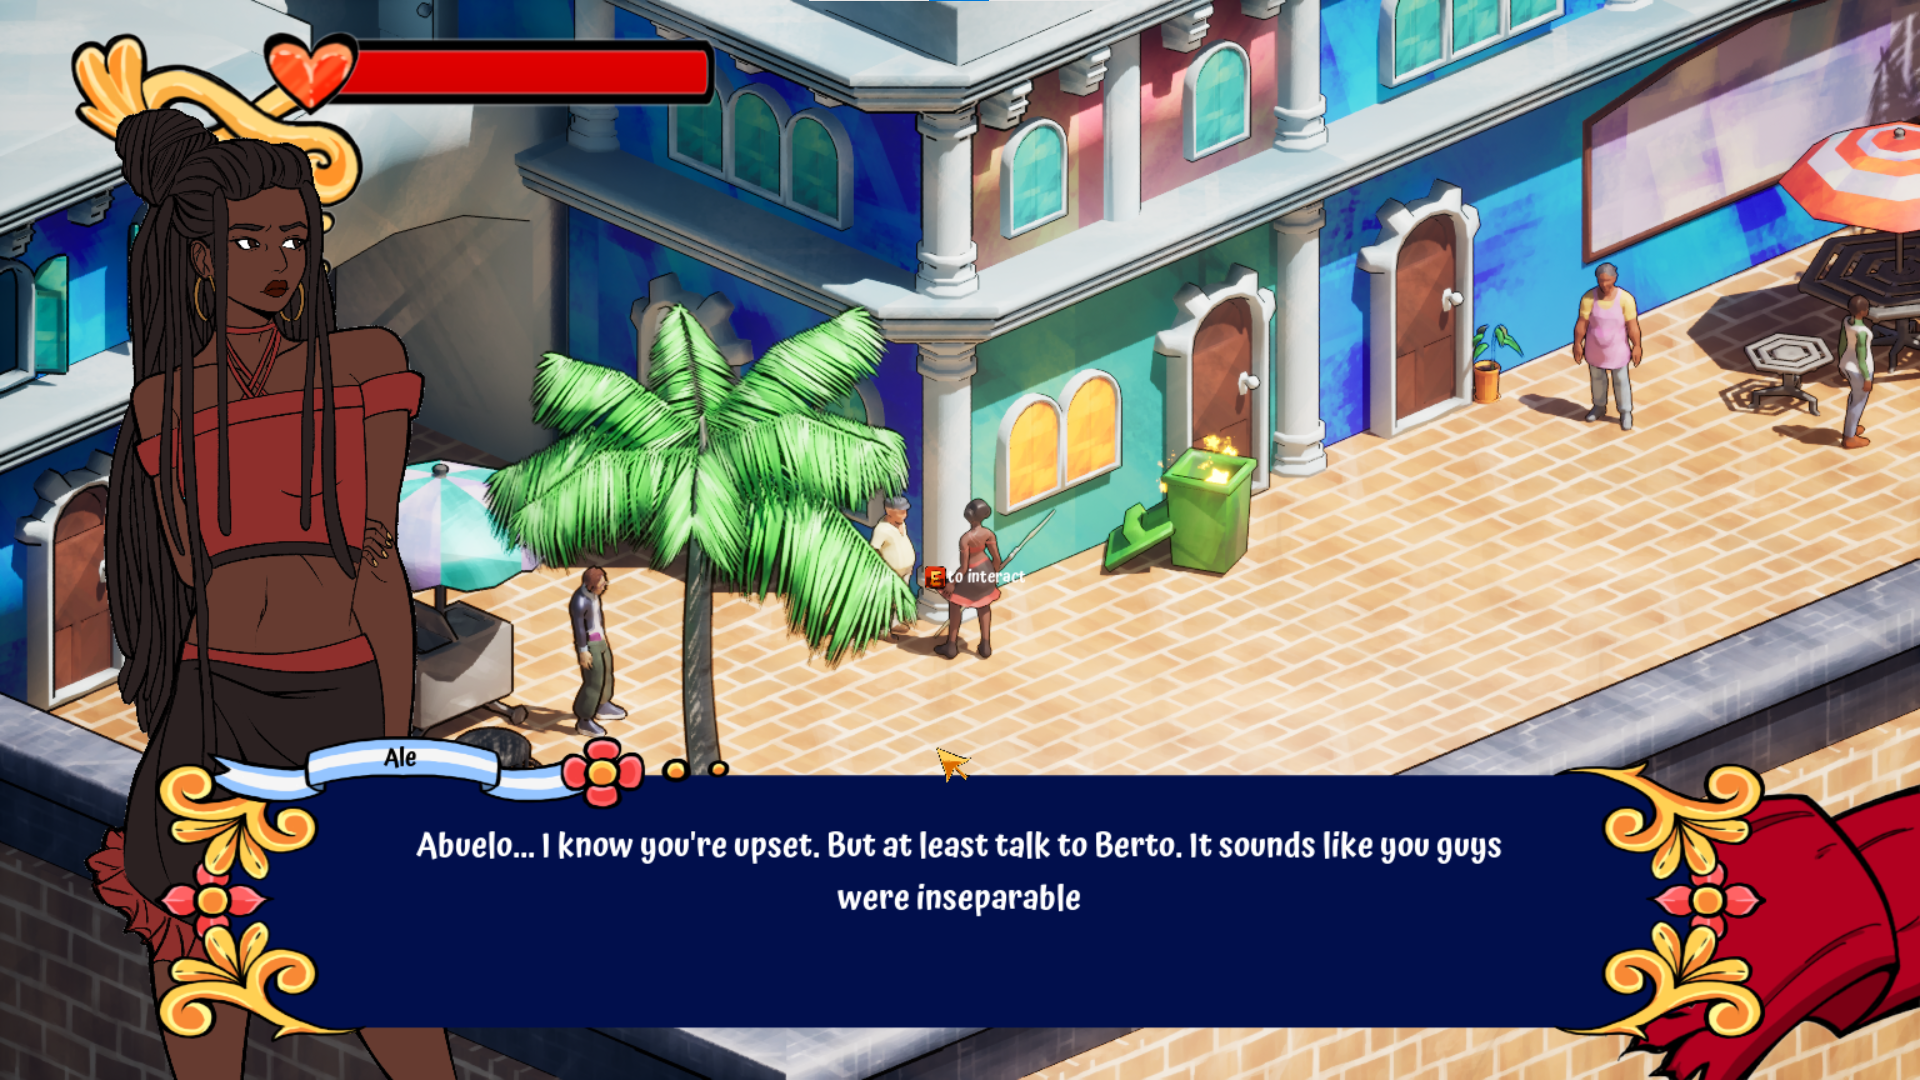 E to interact
Ale
Abuelo... I know you're upset. But at least talk to Berto. It sounds like you guys
were inseparable